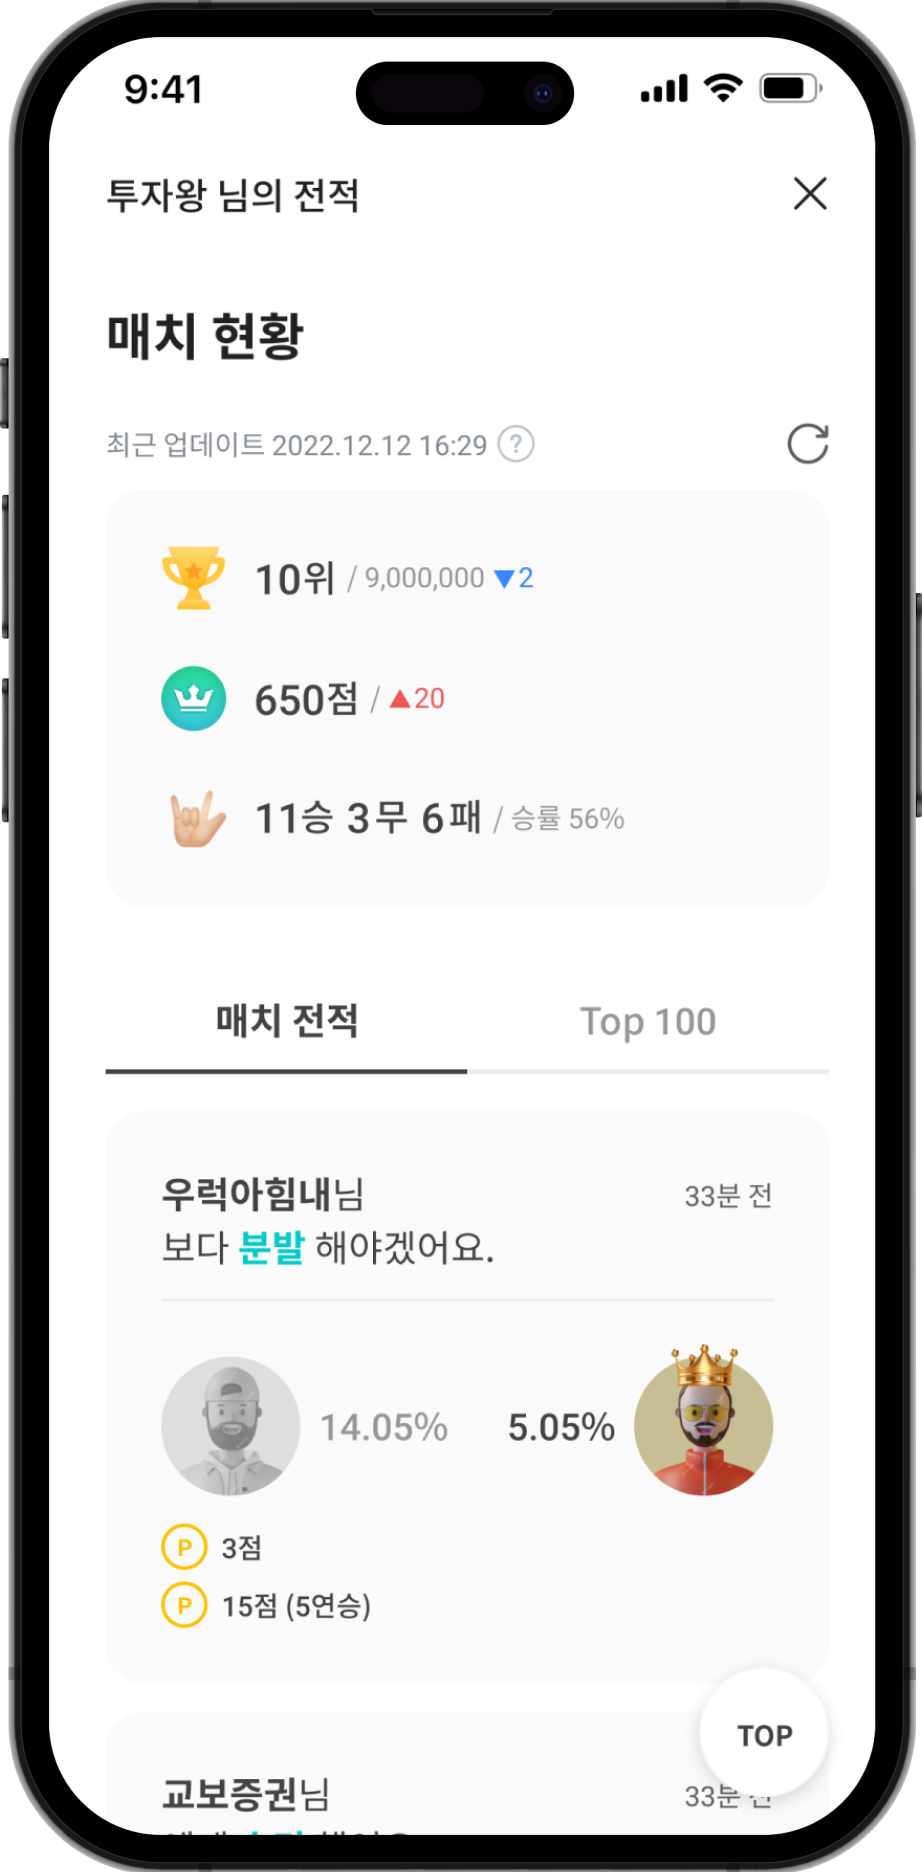 9:41
투자왕 님의 전적
매치 현황
최근 업데이트 2022.12.12 16:29 ?
10위 / 9,000,000 ▼2
650점 / ▲20
11승 3무 6패 / 승률 56%
매치 전적 Top 100
우럭아힘내님 33분 전
보다 분발 해야겠어요.
14.05% 5.05%
P 3점
P 15점 (5연승)
TOP
교보증권님 33분 전